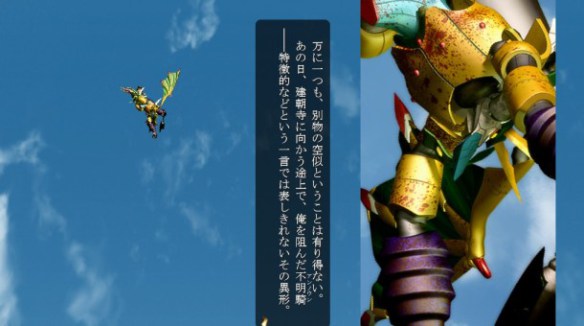 万に一つも、別物の空似ということは有り得ない。
あの日、建朝寺に向かう途上で、俺を阻んだ不明騎
――特徴的などという一言では表しきれないその異形。